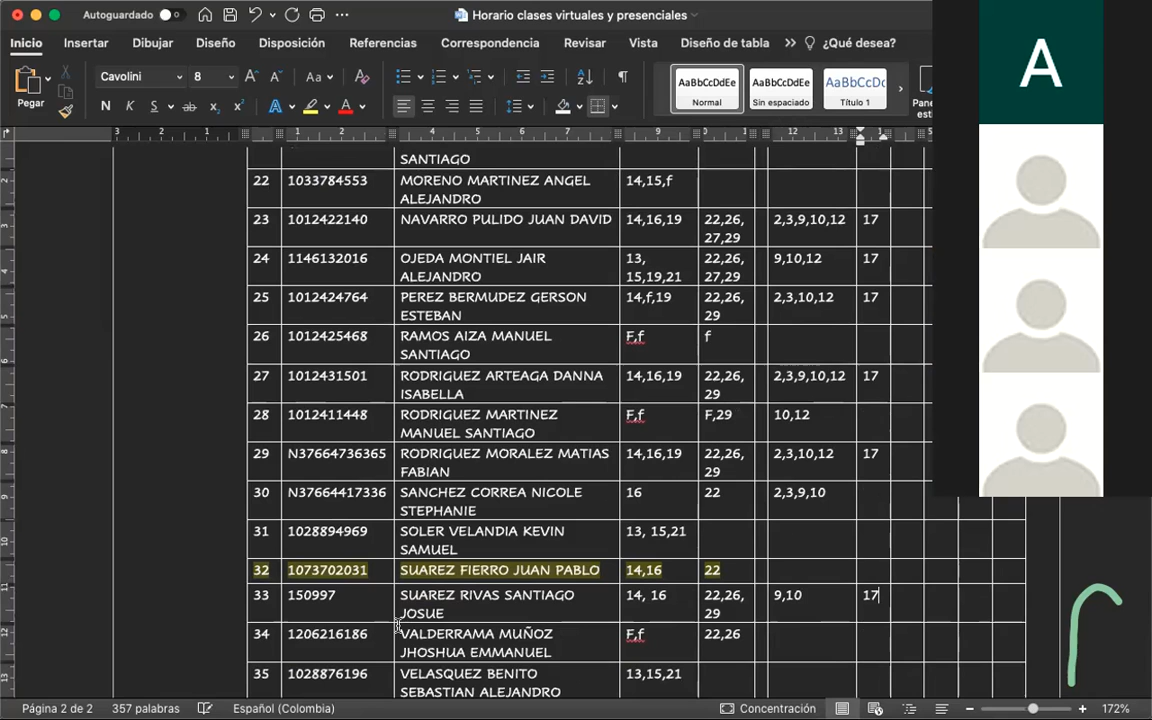 Autoguardado
Horario clases virtuales y presenciales
Inicio Insertar Dibujar Diseño Disposición Referencias Correspondencia Revisar Vista Diseño de tabla ¿Qué desea?
Pegar
Cavolini 8
N K S ab x₂ x²
AaBbCcDdEe AaBbCcDdEe AaBbCcDc
Normal Sin espaciado Título 1
A
SANTIAGO
22 1033784553 MORENO MARTINEZ ANGEL 14,15,f
ALEJANDRO
23 1012422140 NAVARRO PULIDO JUAN DAVID 14,16,19 22,26, 2,3,9,10,12 17
27,29
24 1146132016 OJEDA MONTIEL JAIR 13, 22,26, 9,10,12 17
ALEJANDRO 15,19,21 27,29
25 1012424764 PEREZ BERMUDEZ GERSON 14,f,19 22,26, 2,3,10,12 17
ESTEBAN 29
26 1012425468 RAMOS AIZA MANUEL F,f f
SANTIAGO
27 1012431501 RODRIGUEZ ARTEAGA DANNA 14,16,19 22,26, 2,3,9,10,12 17
ISABELLA 29
28 1012411448 RODRIGUEZ MARTINEZ F,f F,29 10,12
MANUEL SANTIAGO
29 N37664736365 RODRIGUEZ MORALEZ MATIAS 14,16,19 22,26, 2,3,10,12 17
FABIAN 29
30 N37664417336 SANCHEZ CORREA NICOLE 16 22 2,3,9,10
STEPHANIE
31 1028894969 SOLER VELANDIA KEVIN 13, 15,21
SAMUEL
32 1073702031 SUAREZ FIERRO JUAN PABLO 14,16 22
33 150997 SUAREZ RIVAS SANTIAGO 14, 16 22,26, 9,10 17
JOSUE 29
34 1206216186 VALDERRAMA MUÑOZ F,f 22,26
JHOSHUA EMMANUEL
35 1028876196 VELASQUEZ BENITO 13,15,21
SEBASTIAN ALEJANDRO
Página 2 de 2 357 palabras Español (Colombia) Concentración 172%